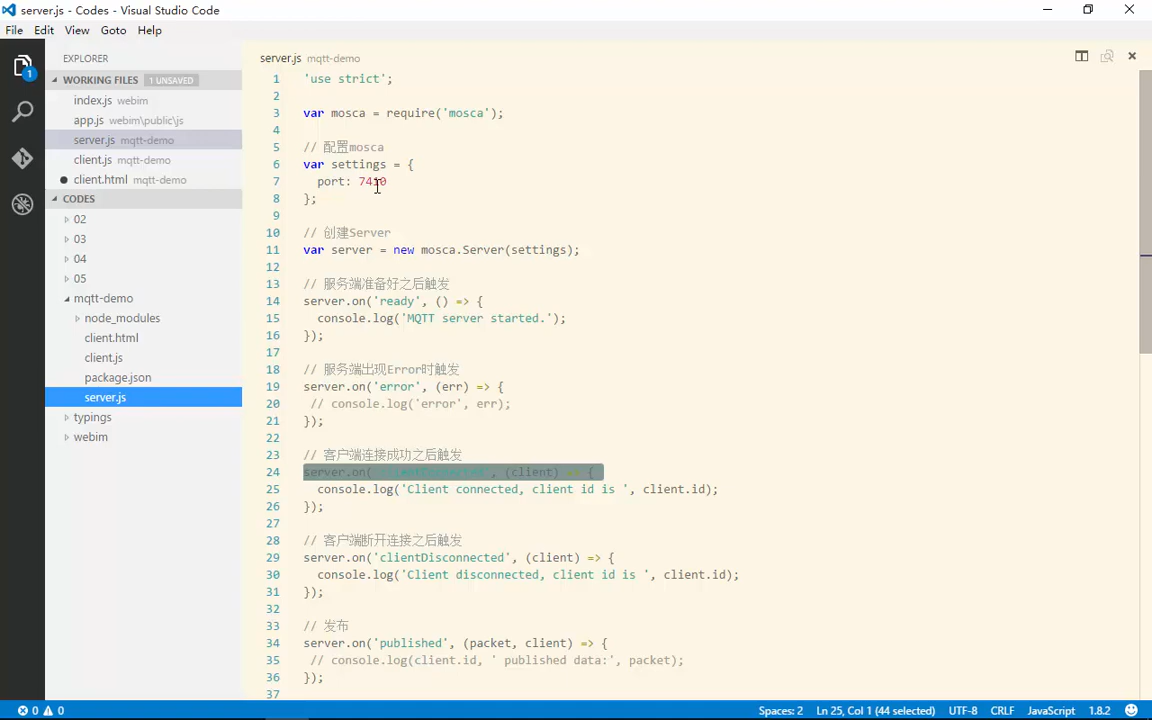 server.js - Codes - Visual Studio Code
File Edit View Goto Help
EXPLORER
WORKING FILES 1 UNSAVED
index.js webim
app.js webim\public\js
server.js mqtt-demo
client.js mqtt-demo
client.html mqtt-demo
CODES
02
03
04
05
mqtt-demo
node_modules
client.html
client.js
package.json
server.js
typings
webim
1
server.js mqtt-demo
1 'use strict';
2
3 var mosca = require('mosca');
4
5 // 配置mosca
6 var settings = {
7 port: 7410
8 };
9
10 // 创建Server
11 var server = new mosca.Server(settings);
12
13 // 服务端准备好之后触发
14 server.on('ready', () => {
15 console.log('MQTT server started.');
16 });
17
18 // 服务端出现Error时触发
19 server.on('error', (err) => {
20 // console.log('error', err);
21 });
22
23 // 客户端连接成功之后触发
24 server.on('clientConnected', (client) => {
25 console.log('Client connected, client id is ', client.id);
26 });
27
28 // 客户端断开连接之后触发
29 server.on('clientDisconnected', (client) => {
30 console.log('Client disconnected, client id is ', client.id);
31 });
32
33 // 发布
34 server.on('published', (packet, client) => {
35 // console.log(client.id, ' published data:', packet);
36 });
37
0 0 Spaces: 2 Ln 25, Col 1 (44 selected) UTF-8 CRLF JavaScript 1.8.2